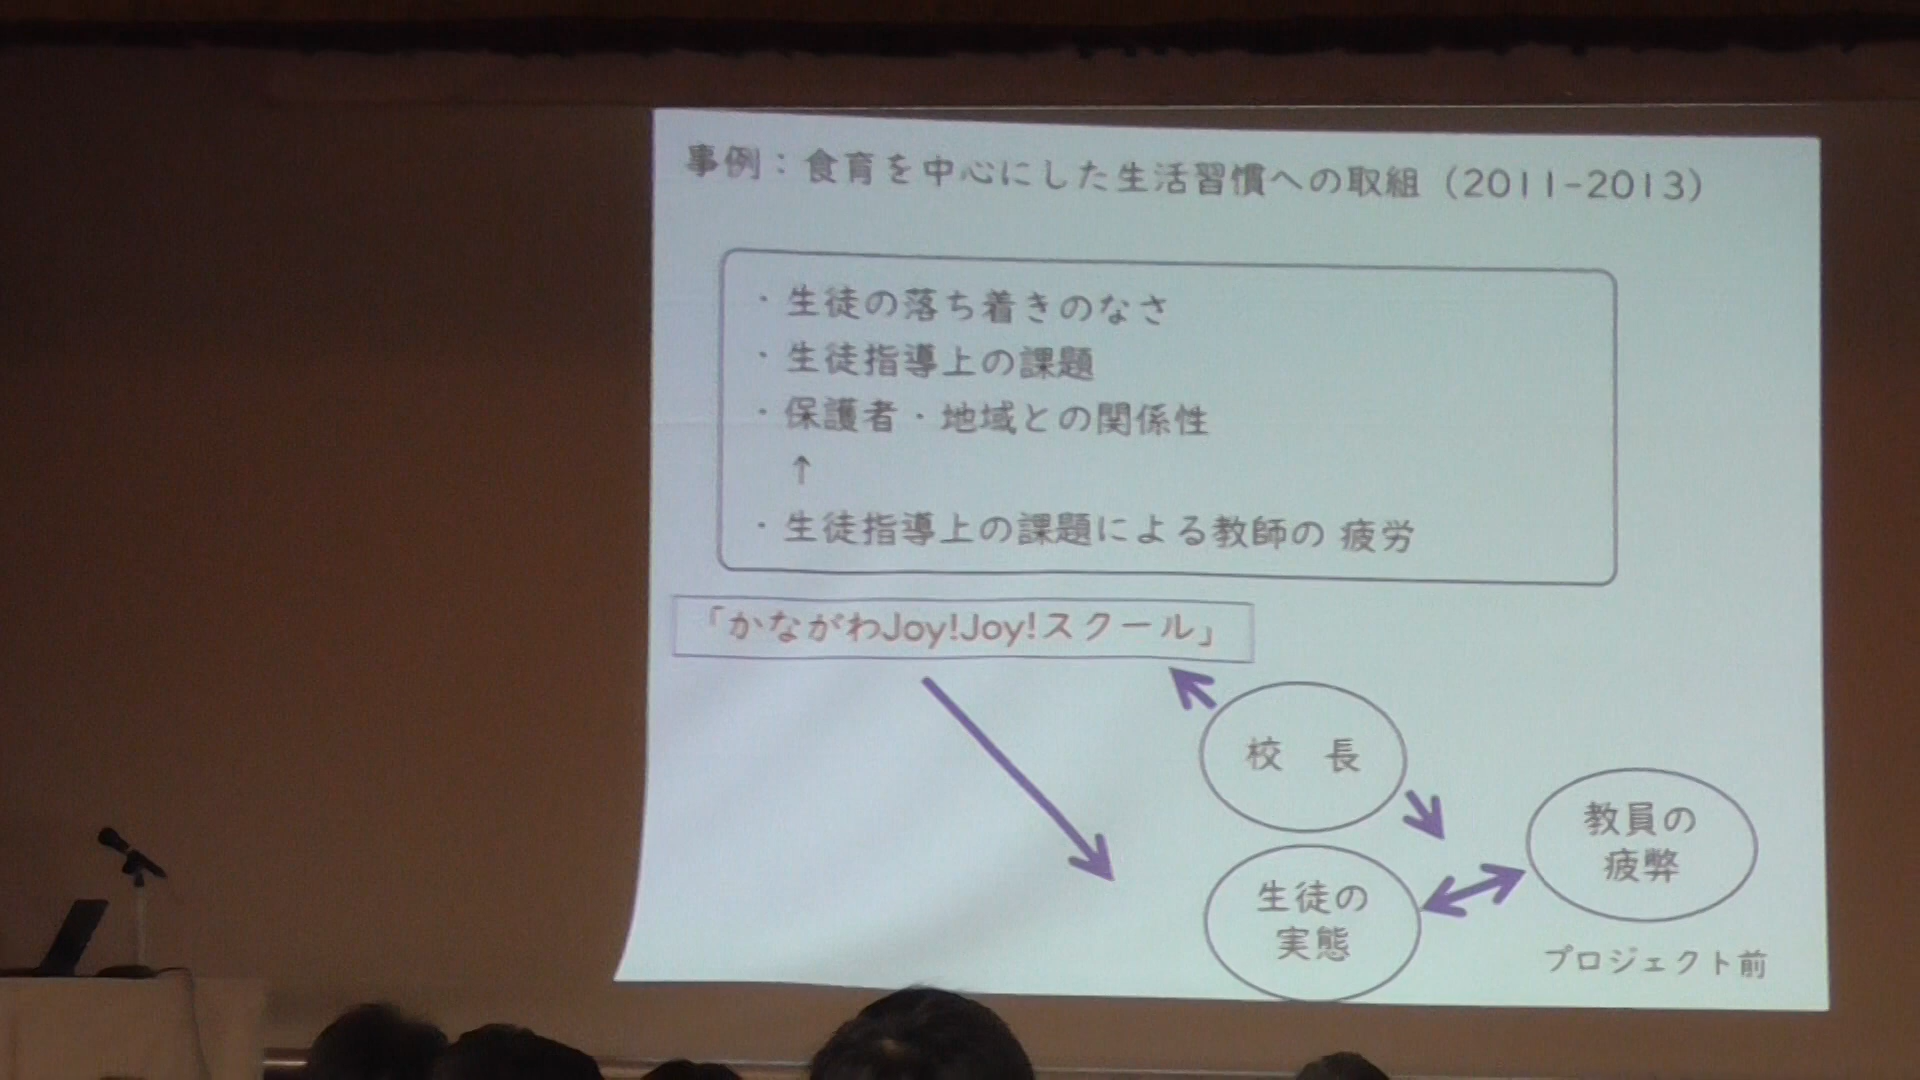 事例：食育を中心にした生活習慣への取組（2011-2013）
・生徒の落ち着きのなさ
・生徒指導上の課題
・保護者・地域との関係性
↑
・生徒指導上の課題による教師の 疲労
「かながわJoy!Joy!スクール」
校　長
教員の
疲弊
生徒の
実態
プロジェクト前